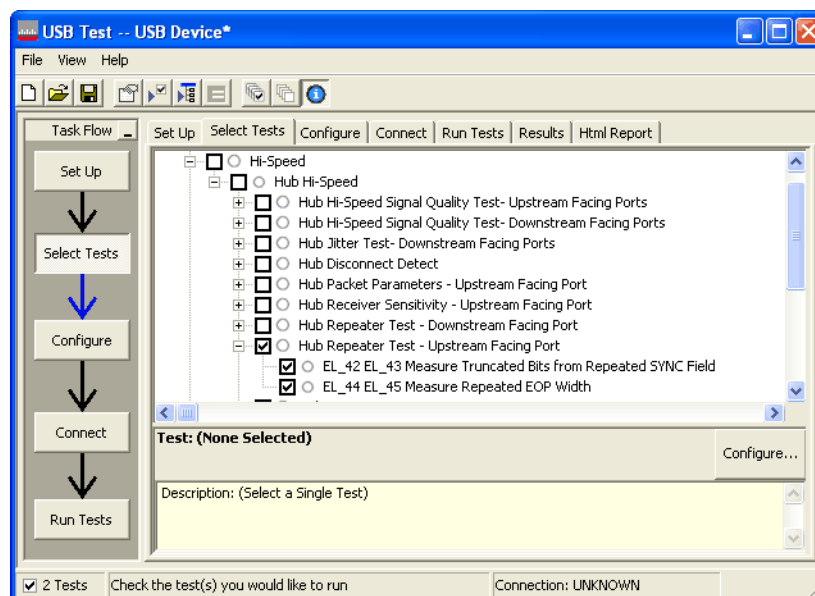 USB Test -- USB Device*
File View Help
Task Flow
Set Up
Select Tests
Configure
Connect
Run Tests
Set Up Select Tests Configure Connect Run Tests Results Html Report
Hi-Speed
Hub Hi-Speed
Hub Hi-Speed Signal Quality Test- Upstream Facing Ports
Hub Hi-Speed Signal Quality Test- Downstream Facing Ports
Hub Jitter Test- Downstream Facing Ports
Hub Disconnect Detect
Hub Packet Parameters - Upstream Facing Port
Hub Receiver Sensitivity - Upstream Facing Port
Hub Repeater Test - Downstream Facing Port
Hub Repeater Test - Upstream Facing Port
EL_42 EL_43 Measure Truncated Bits from Repeated SYNC Field
EL_44 EL_45 Measure Repeated EOP Width
Test: (None Selected)
Configure...
Description: (Select a Single Test)
2 Tests Check the test(s) you would like to run Connection: UNKNOWN